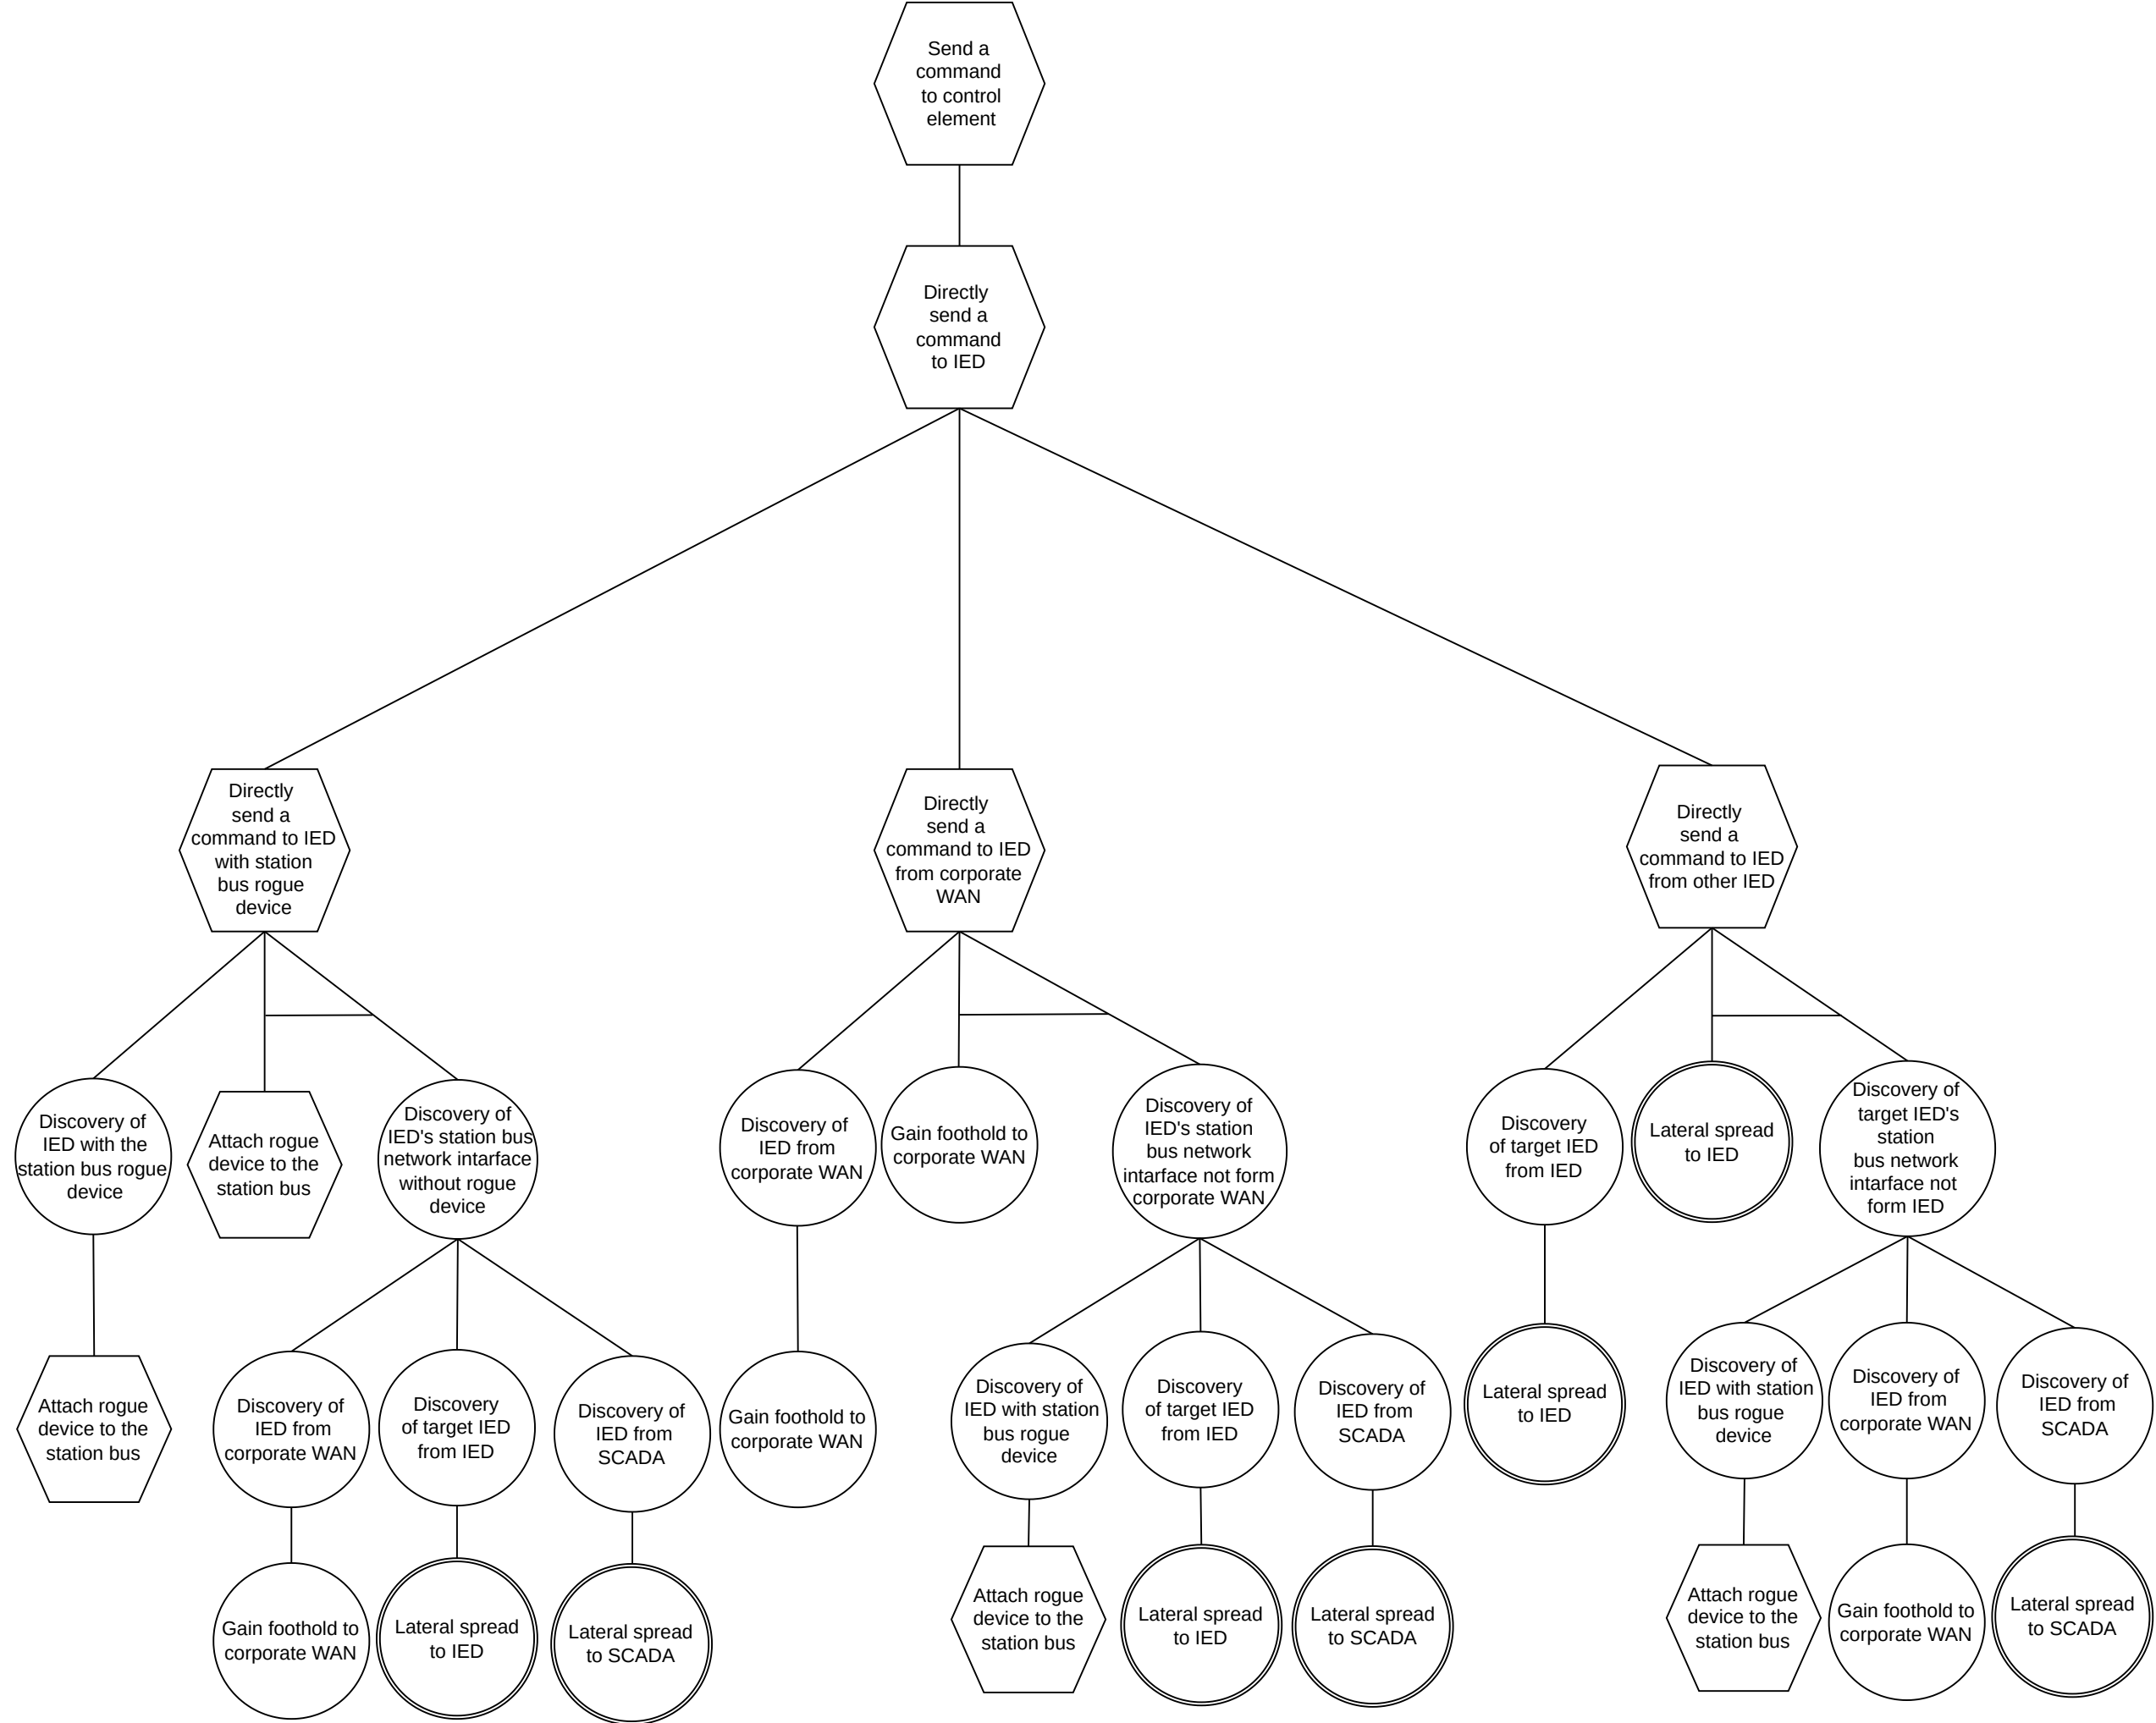 Send a
command
to control
element
Directly
send a
command
to IED
Directly
send a
command to IED
with station
bus rogue
device
Directly
send a
command to IED
from corporate
WAN
Directly
send a
command to IED
from other IED
Discovery of
IED with the
station bus rogue
device
Attach rogue
device to the
station bus
Discovery of
IED's station bus
network intarface
without rogue
device
Discovery of
IED from
corporate WAN
Gain foothold to
corporate WAN
Discovery of
IED's station
bus network
intarface not form
corporate WAN
Discovery
of target IED
from IED
Lateral spread
to IED
Discovery of
target IED's
station
bus network
intarface not
form IED
Attach rogue
device to the
station bus
Discovery of
IED from
corporate WAN
Discovery
of target IED
from IED
Discovery of
IED from
SCADA
Gain foothold to
corporate WAN
Discovery of
IED with station
bus rogue
device
Discovery
of target IED
from IED
Discovery of
IED from
SCADA
Lateral spread
to IED
Discovery of
IED with station
bus rogue
device
Discovery of
IED from
corporate WAN
Discovery of
IED from
SCADA
Gain foothold to
corporate WAN
Lateral spread
to IED
Lateral spread
to SCADA
Attach rogue
device to the
station bus
Lateral spread
to IED
Lateral spread
to SCADA
Attach rogue
device to the
station bus
Gain foothold to
corporate WAN
Lateral spread
to SCADA